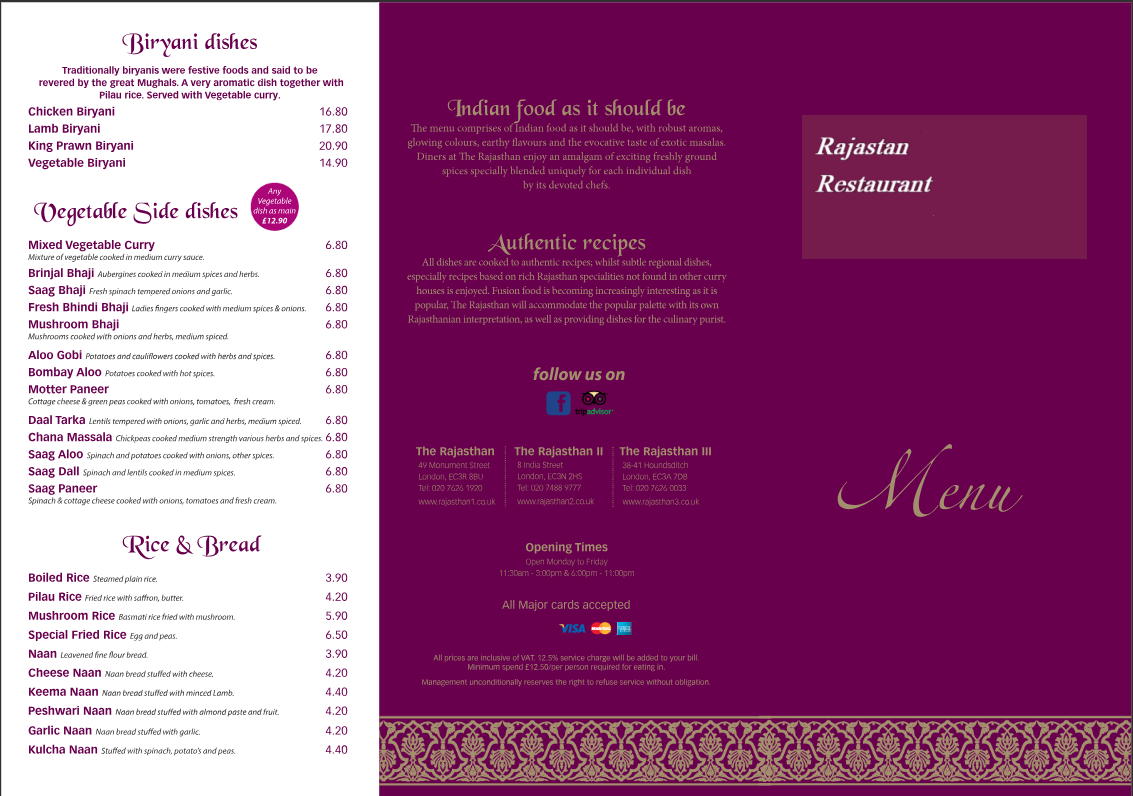 Biryani dishes
Traditionally biryanis were festive foods and said to be
revered by the great Mughals. A very aromatic dish together with
Pilau rice. Served with Vegetable curry.
Chicken Biryani 16.80
Lamb Biryani 17.80
King Prawn Biryani 20.90
Vegetable Biryani 14.90
Vegetable Side dishes
Any
Vegetable
dish as main
£12.90
Mixed Vegetable Curry 6.80
Mixture of vegetable cooked in medium curry sauce.
Brinjal Bhaji Aubergines cooked in medium spices and herbs. 6.80
Saag Bhaji Fresh spinach tempered onions and garlic. 6.80
Fresh Bhindi Bhaji Ladies fingers cooked with medium spices & onions. 6.80
Mushroom Bhaji 6.80
Mushrooms cooked with onions and herbs, medium spiced.
Aloo Gobi Potatoes and cauliflowers cooked with herbs and spices. 6.80
Bombay Aloo Potatoes cooked with hot spices. 6.80
Motter Paneer 6.80
Cottage cheese & green peas cooked with onions, tomatoes, fresh cream.
Daal Tarka Lentils tempered with onions, garlic and herbs, medium spiced. 6.80
Chana Massala Chickpeas cooked medium strength various herbs and spices. 6.80
Saag Aloo Spinach and potatoes cooked with onions, other spices. 6.80
Saag Dall Spinach and lentils cooked in medium spices. 6.80
Saag Paneer 6.80
Spinach & cottage cheese cooked with onions, tomatoes and fresh cream.
Rice & Bread
Boiled Rice Steamed plain rice. 3.90
Pilau Rice Fried rice with saffron, butter. 4.20
Mushroom Rice Basmati rice fried with mushroom. 5.90
Special Fried Rice Egg and peas. 6.50
Naan Leavened fine flour bread. 3.90
Cheese Naan Naan bread stuffed with cheese. 4.20
Keema Naan Naan bread stuffed with minced Lamb. 4.40
Peshwari Naan Naan bread stuffed with almond paste and fruit. 4.20
Garlic Naan Naan bread stuffed with garlic. 4.20
Kulcha Naan Stuffed with spinach, potato's and peas. 4.40
Indian food as it should be
The menu comprises of Indian food as it should be, with robust aromas,
glowing colours, earthy flavours and the evocative taste of exotic masalas.
Diners at The Rajasthan enjoy an amalgam of exciting freshly ground
spices specially blended uniquely for each individual dish
by its devoted chefs.
Authentic recipes
All dishes are cooked to authentic recipes; whilst subtle regional dishes,
especially recipes based on rich Rajasthan specialities not found in other curry
houses is enjoyed. Fusion food is becoming increasingly interesting as it is
popular, The Rajasthan will accommodate the popular palette with its own
Rajasthanian interpretation, as well as providing dishes for the culinary purist.
follow us on
f
tripadvisor
The Rajasthan
49 Monument Street
London, EC3R 8BU
Tel: 020 7626 1920
www.rajasthan1.co.uk
The Rajasthan II
8 India Street
London, EC3N 2HS
Tel: 020 7488 9777
www.rajasthan2.co.uk
The Rajasthan III
38-41 Houndsditch
London, EC3A 7DB
Tel: 020 7626 0033
www.rajasthan3.co.uk
Opening Times
Open Monday to Friday
11:30am - 3:00pm & 6:00pm - 11:00pm
All Major cards accepted
VISA
All prices are inclusive of VAT. 12.5% service charge will be added to your bill.
Minimum spend £12.50/per person required for eating in.
Management unconditionally reserves the right to refuse service without obligation.
Rajastan
Restaurant
Menu